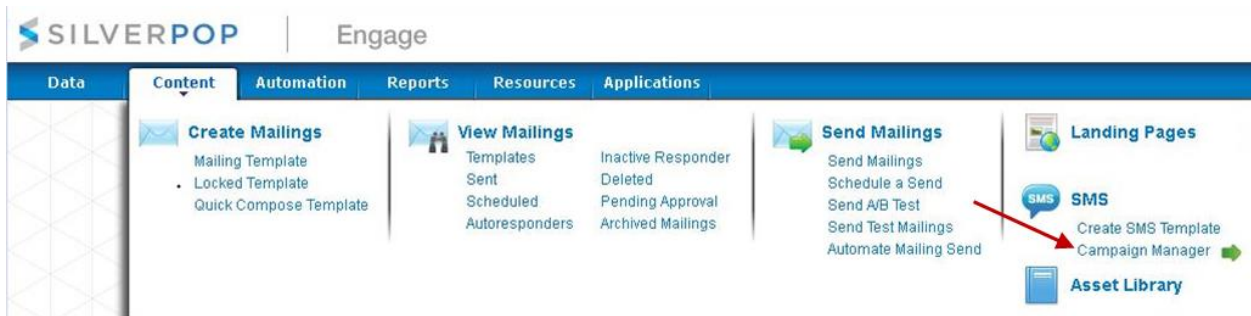 SILVERPOP Engage
Data Content Automation Reports Resources Applications
Create Mailings
Mailing Template
Locked Template
Quick Compose Template
View Mailings
Templates
Sent
Scheduled
Autoresponders
Inactive Responder
Deleted
Pending Approval
Archived Mailings
Send Mailings
Send Mailings
Schedule a Send
Send A/B Test
Send Test Mailings
Automate Mailing Send
Landing Pages
SMS SMS
Create SMS Template
Campaign Manager
Asset Library